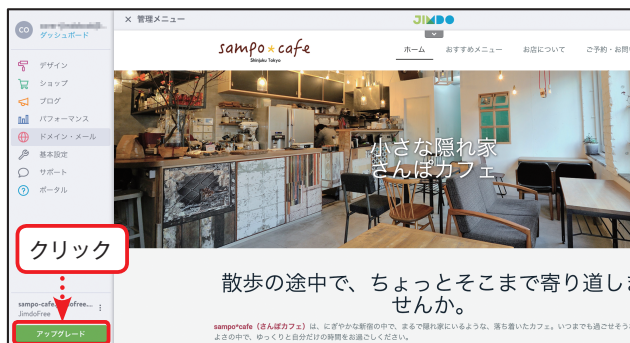 × 管理メニュー
JIMDO
CO
ダッシュボード
デザイン
ショップ
ブログ
パフォーマンス
ドメイン・メール
基本設定
サポート
ポータル
クリック
JimdoFree
アップグレード
sampo*cafe
Shinjuku Tokyo
ホーム
おすすめメニュー
お店について
ご予約・お問
小さな隠れ家
さんぽカフェ
散歩の途中で、ちょっとそこまで寄り道しま
せんか。
sampo*cafe（さんぽカフェ）は、にぎやかな新宿の中で、まるで隠れ家にいるような、落ち着いたカフェ。いつまでも過ごせそうな
よさの中で、ゆっくりと自分だけの時間をお過ごしください。